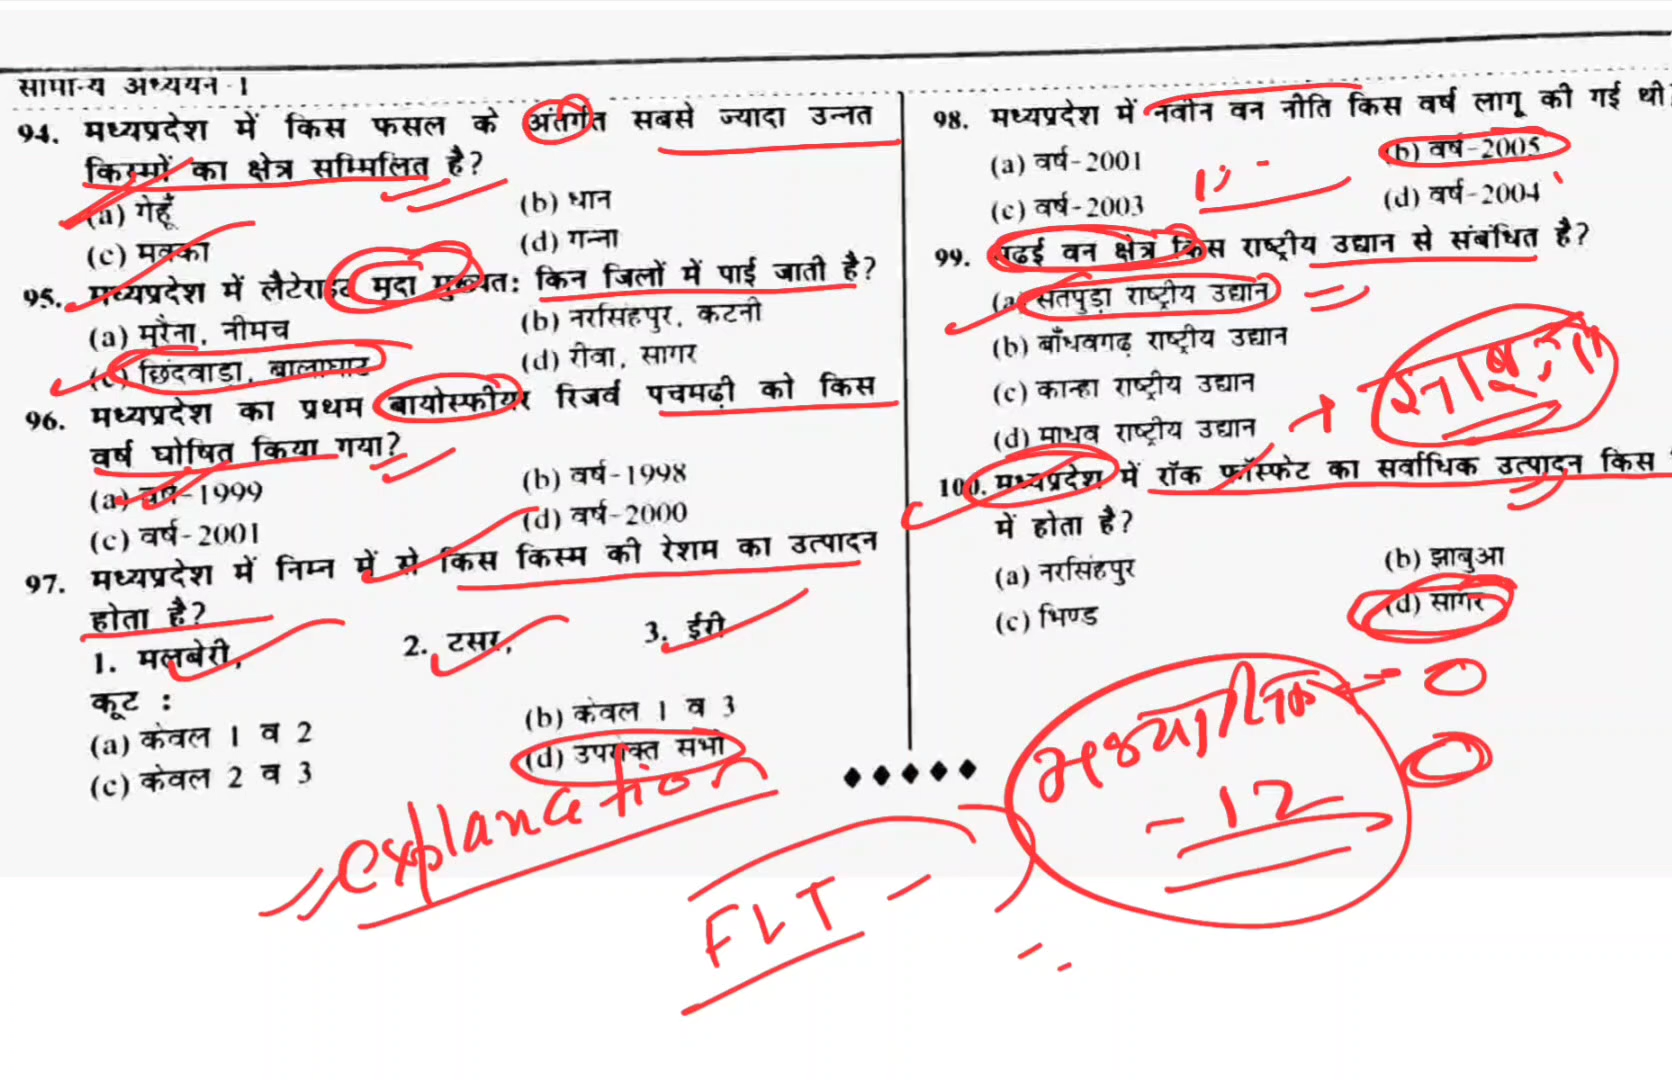 सामान्य अध्ययन-1
94. मध्यप्रदेश में किस फसल के अंतर्गत सबसे ज्यादा उन्नत
किस्मों का क्षेत्र सम्मिलित है?
(a) गेहूँ (b) धान
(c) मक्का (d) गन्ना
95. मध्यप्रदेश में लैटेराइट मृदा मुख्यत: किन जिलों में पाई जाती है?
(a) मुरैना, नीमच (b) नरसिंहपुर, कटनी
(c) छिंदवाड़ा, बालाघाट (d) रीवा, सागर
96. मध्यप्रदेश का प्रथम बायोस्फीयर रिजर्व पचमढ़ी को किस
वर्ष घोषित किया गया?
(a) वर्ष-1999 (b) वर्ष-1998
(c) वर्ष-2001 (d) वर्ष-2000
97. मध्यप्रदेश में निम्न में से किस किस्म की रेशम का उत्पादन
होता है?
1. मलबेरी, 2. टसर, 3. ईरी
कूट :
(a) केवल 1 व 2 (b) केवल 1 व 3
(c) केवल 2 व 3 (d) उपरोक्त सभी
explanation
FLT -
98. मध्यप्रदेश में नवीन वन नीति किस वर्ष लागू की गई थी?
(a) वर्ष-2001 (b) वर्ष-2005
(c) वर्ष-2003 (d) वर्ष-2004
99. गढ़ई वन क्षेत्र किस राष्ट्रीय उद्यान से संबंधित है?
(a) सतपुड़ा राष्ट्रीय उद्यान
(b) बाँधवगढ़ राष्ट्रीय उद्यान
(c) कान्हा राष्ट्रीय उद्यान
(d) माधव राष्ट्रीय उद्यान
100. मध्यप्रदेश में रॉक फॉस्फेट का सर्वाधिक उत्पादन किस
में होता है?
(a) नरसिंहपुर (b) झाबुआ
(c) भिण्ड (d) सागर
- 12